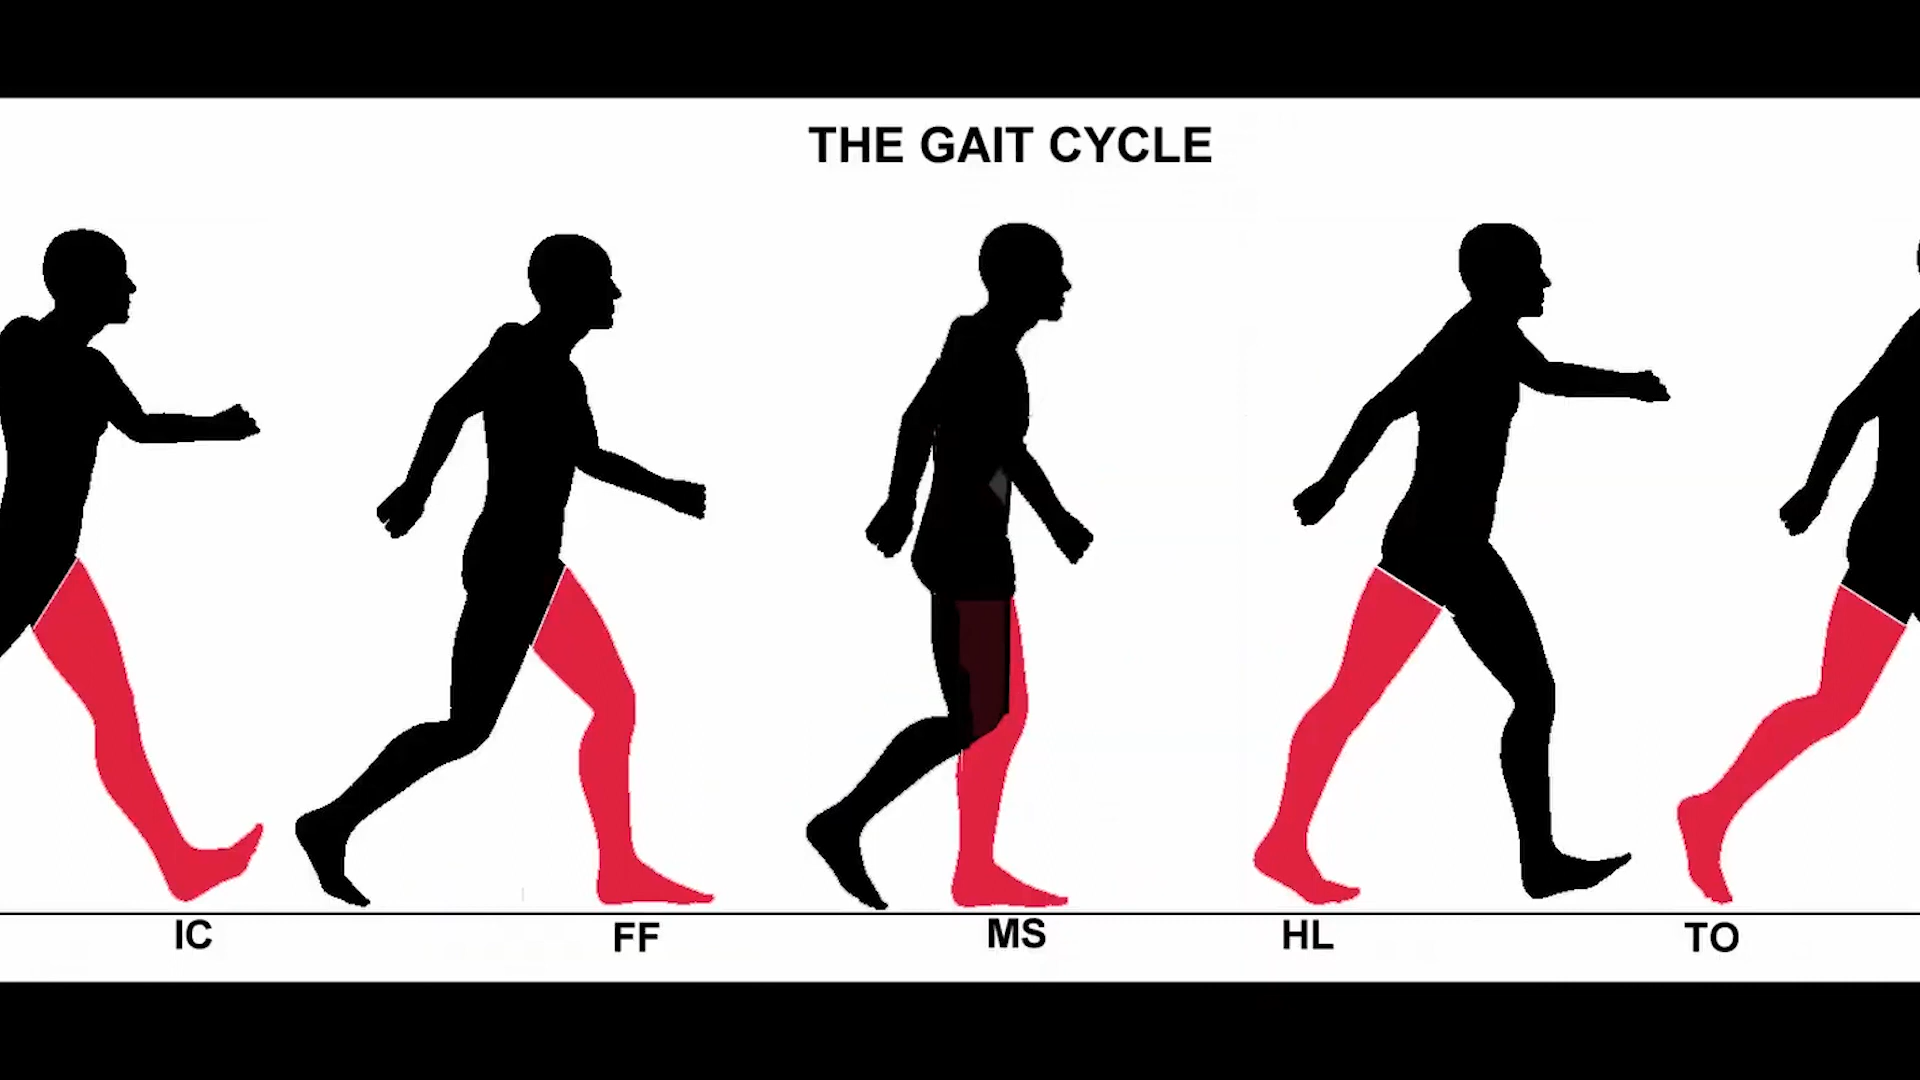 THE GAIT CYCLE
IC
FF
MS
HL
TO